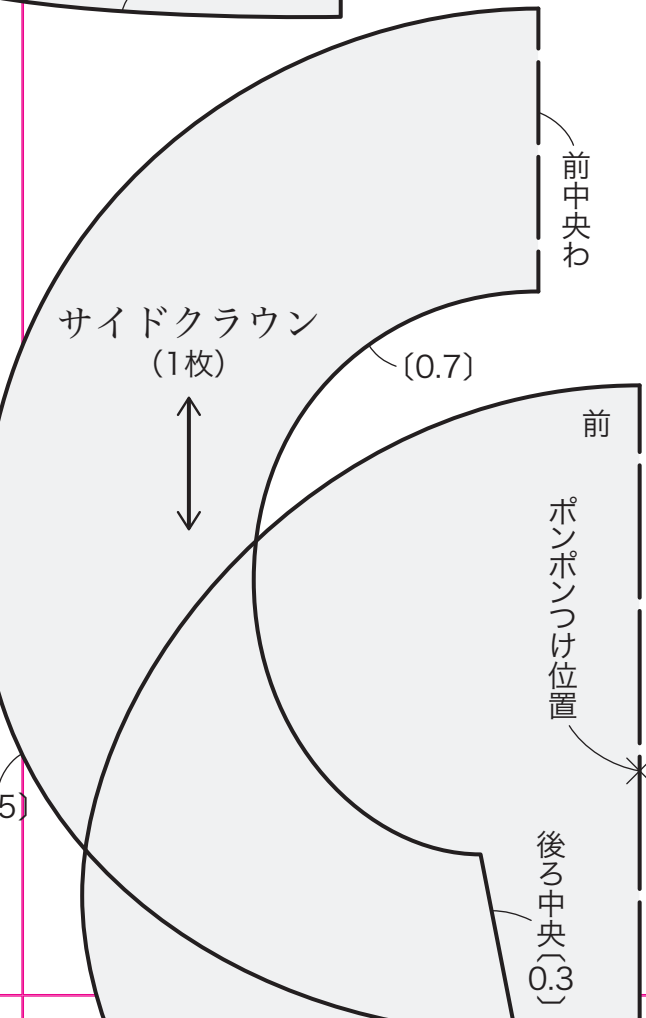 前中央わ
サイドクラウン
（1枚）
〔0.7〕
前
ポンポンつけ位置
5〕
後ろ中央〔0.3〕